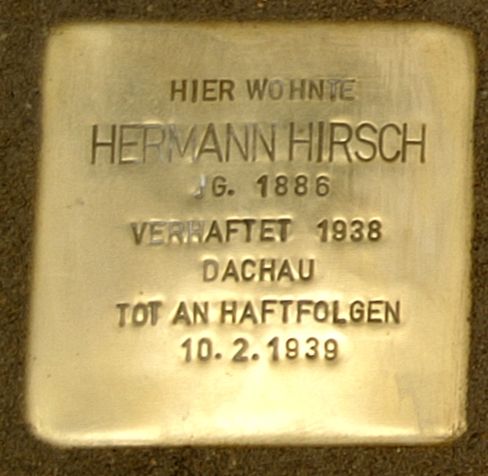 HIER WOHNTE
HERMANN HIRSCH
JG. 1886
VERHAFTET 1938
DACHAU
TOT AN HAFTFOLGEN
10.2.1939